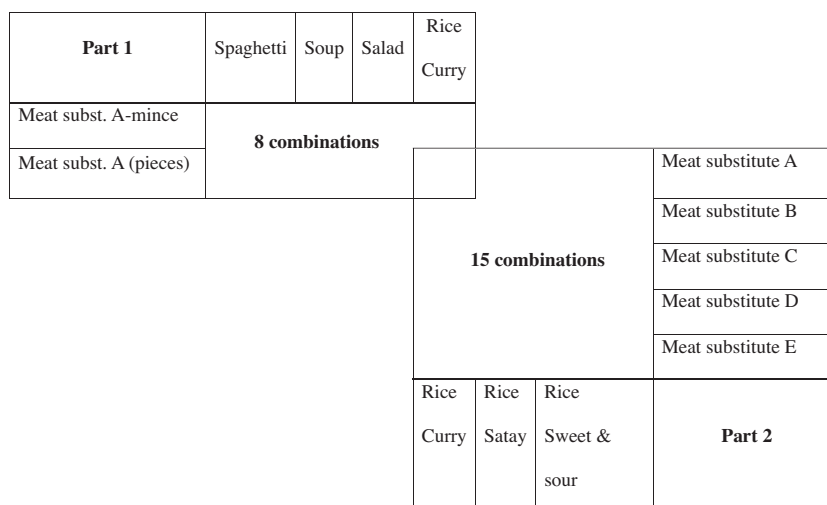 Part 1
Spaghetti
Soup
Salad
Rice
Curry
Meat subst. A-mince
8 combinations
Meat subst. A (pieces)
Meat substitute A
Meat substitute B
15 combinations
Meat substitute C
Meat substitute D
Meat substitute E
Rice
Curry
Rice
Satay
Rice
Sweet &
sour
Part 2